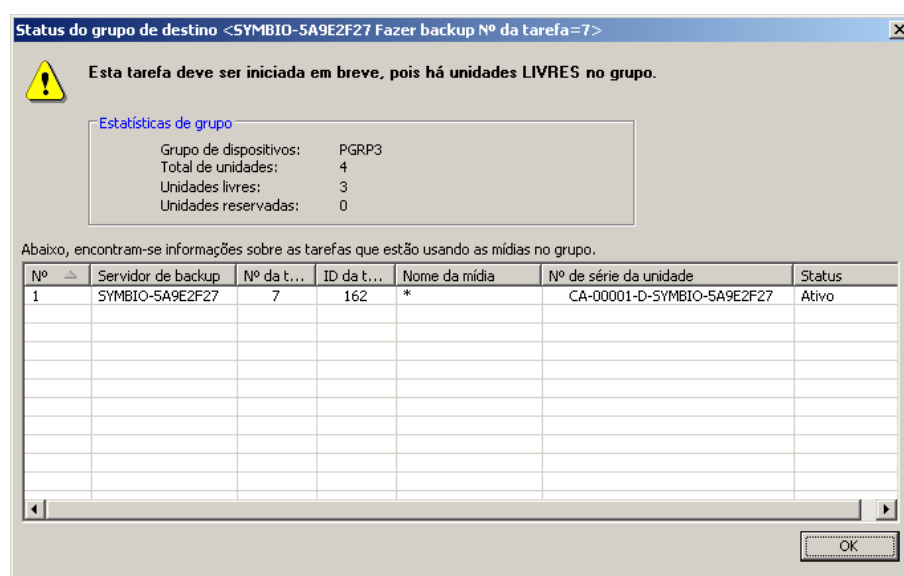 Status do grupo de destino <SYMBIO-5A9E2F27 Fazer backup Nº da tarefa=7>
Esta tarefa deve ser iniciada em breve, pois há unidades LIVRES no grupo.
Estatísticas de grupo
Grupo de dispositivos: PGRP3
Total de unidades: 4
Unidades livres: 3
Unidades reservadas: 0
Abaixo, encontram-se informações sobre as tarefas que estão usando as mídias no grupo.
Nº Servidor de backup Nº da t... ID da t... Nome da mídia Nº de série da unidade Status
1 SYMBIO-5A9E2F27 7 162 * CA-00001-D-SYMBIO-5A9E2F27 Ativo
OK